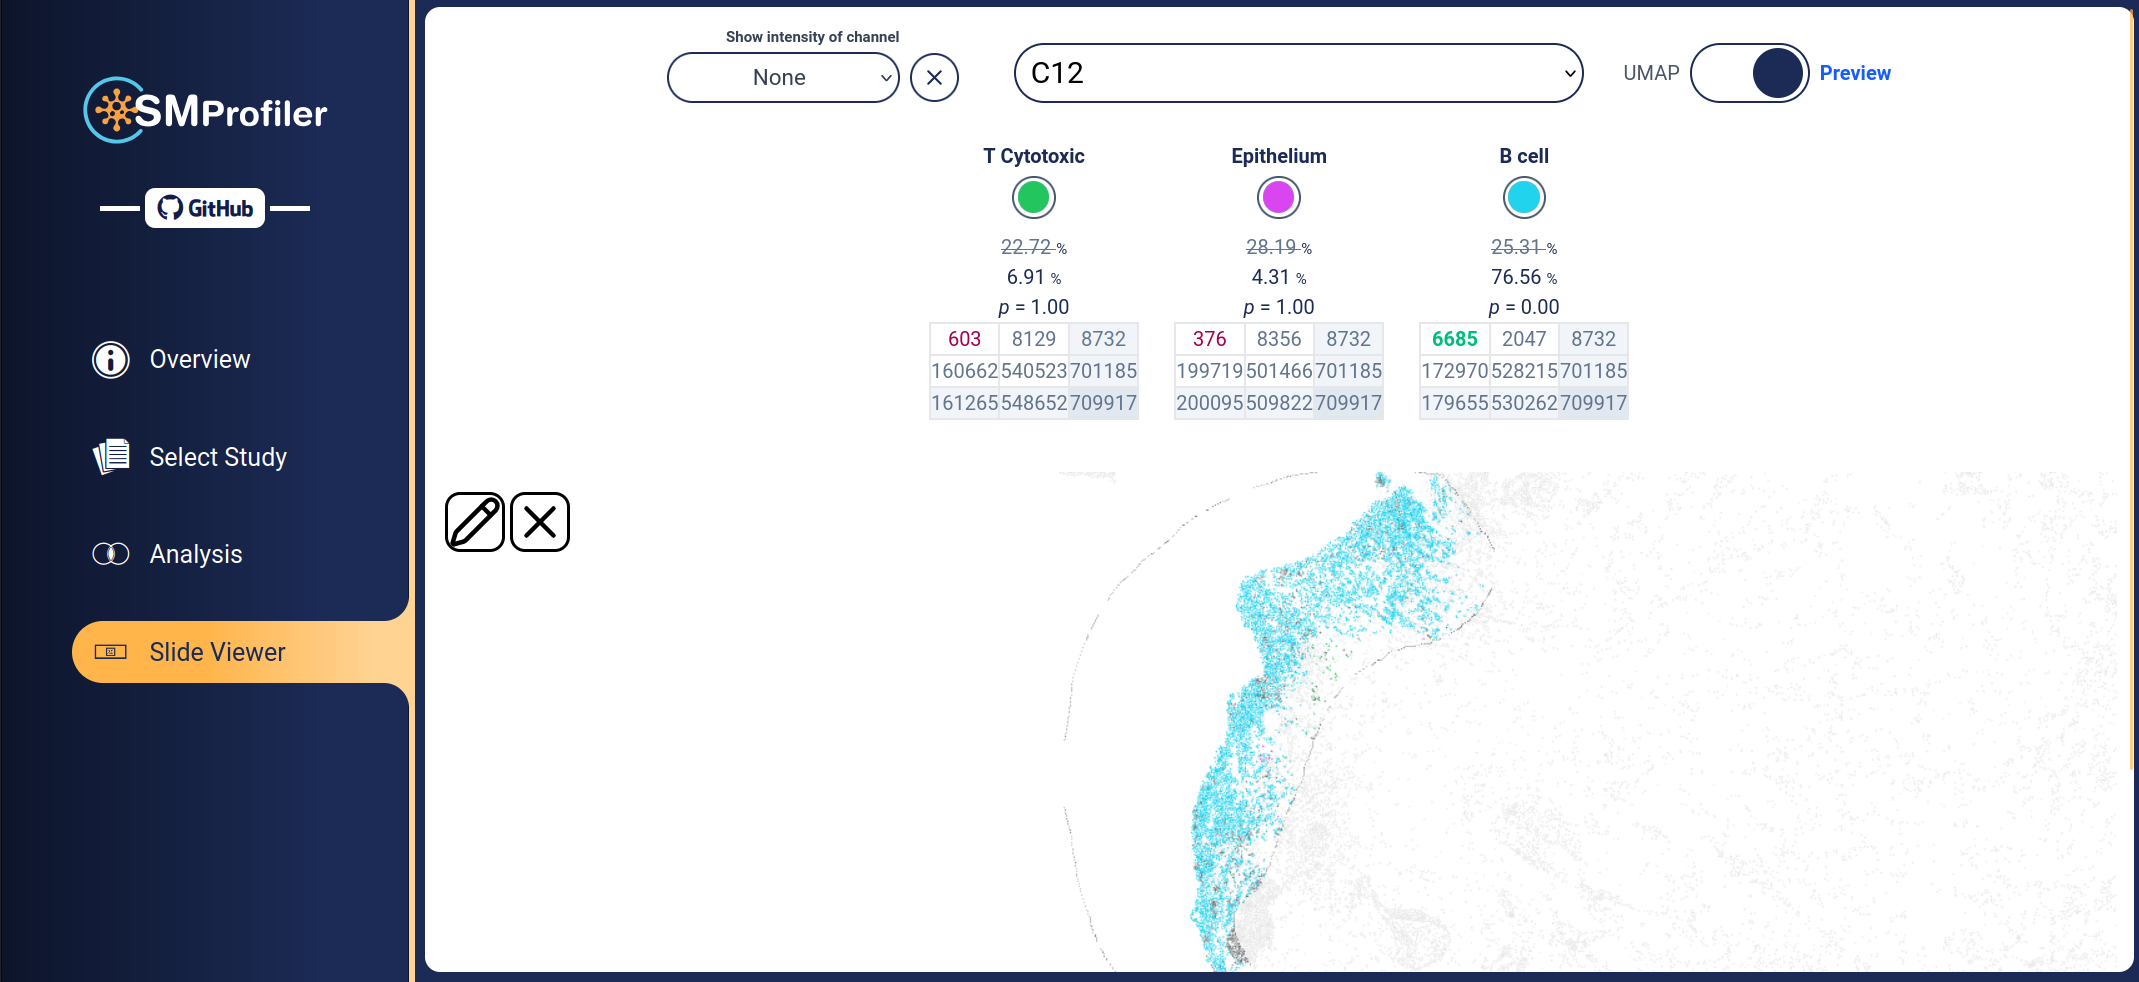 SMProfiler
GitHub
Overview
Select Study
Analysis
Slide Viewer
Show intensity of channel
None
C12
UMAP
Preview
T Cytotoxic
22.72 %
6.91 %
p = 1.00
603 8129 8732
160662 540523 701185
161265 548652 709917
Epithelium
28.19 %
4.31 %
p = 1.00
376 8356 8732
199719 501466 701185
200095 509822 709917
B cell
25.31 %
76.56 %
p = 0.00
6685 2047 8732
172970 528215 701185
179655 530262 709917